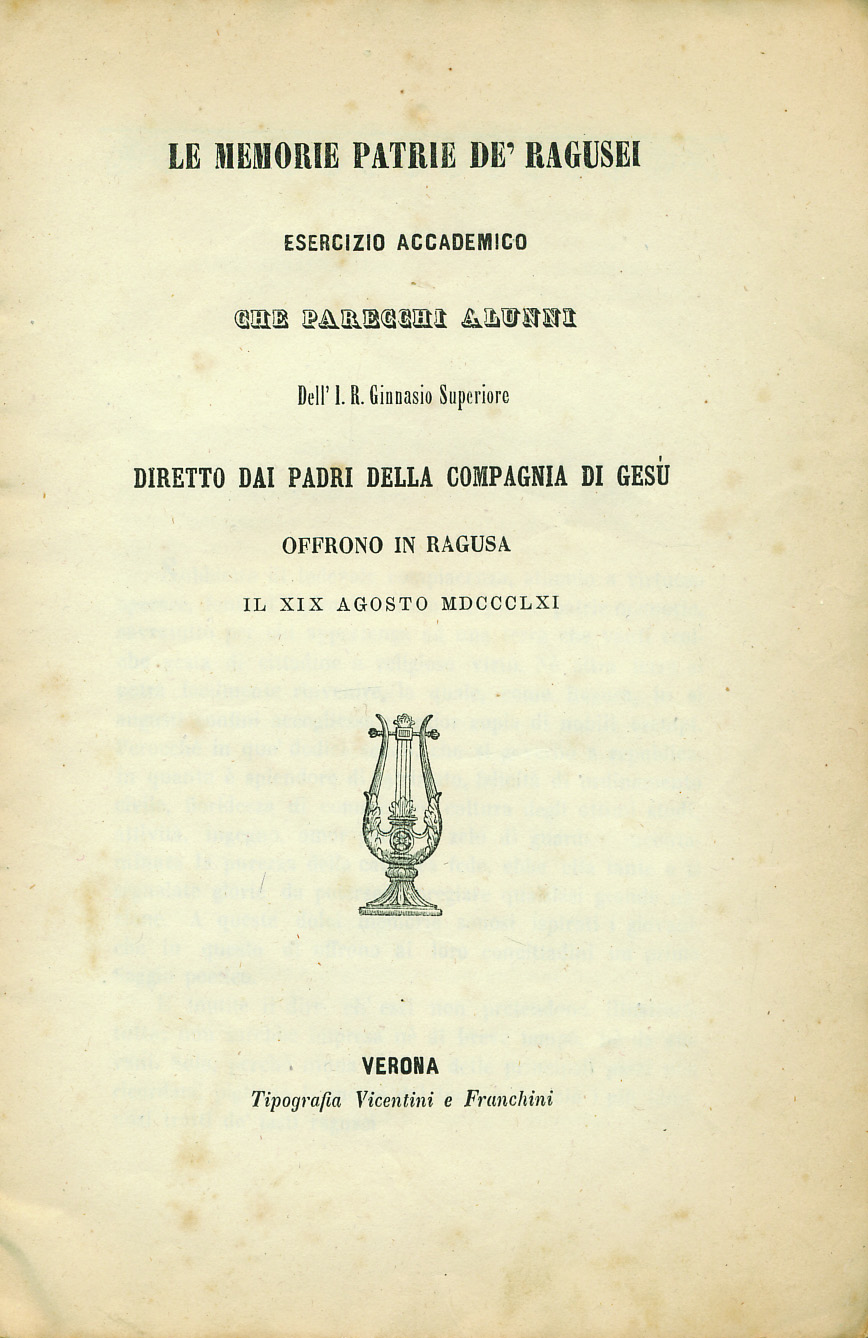 LE MEMORIE PATRIE DE' RAGUSEI
ESERCIZIO ACCADEMICO
CHE PARECCHI ALUNNI
Dell' I. R. Ginnasio Superiore
DIRETTO DAI PADRI DELLA COMPAGNIA DI GESÙ
OFFRONO IN RAGUSA
IL XIX AGOSTO MDCCCLXI
VERONA
Tipografia Vicentini e Franchini